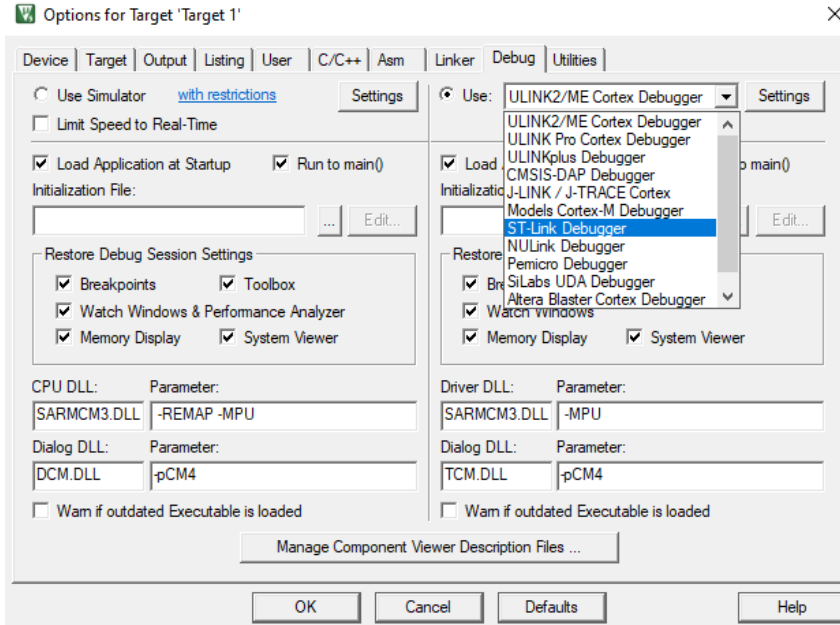 Options for Target 'Target 1'
Device Target Output Listing User C/C++ Asm Linker Debug Utilities
Use Simulator with restrictions Settings
Limit Speed to Real-Time
Load Application at Startup Run to main()
Initialization File:
... Edit...
Restore Debug Session Settings
Breakpoints Toolbox
Watch Windows & Performance Analyzer
Memory Display System Viewer
CPU DLL: Parameter:
SARMCM3.DLL -REMAP -MPU
Dialog DLL: Parameter:
DCM.DLL -pCM4
Warn if outdated Executable is loaded
Use: ULINK2/ME Cortex Debugger Settings
ULINK2/ME Cortex Debugger
ULINK Pro Cortex Debugger
ULINKplus Debugger
CMSIS-DAP Debugger
J-LINK / J-TRACE Cortex
Models Cortex-M Debugger
ST-Link Debugger
NULink Debugger
Pemicro Debugger
SiLabs UDA Debugger
Altera Blaster Cortex Debugger
main()
Edit...
Restore
Watch Windows
Memory Display System Viewer
Driver DLL: Parameter:
SARMCM3.DLL -MPU
Dialog DLL: Parameter:
TCM.DLL -pCM4
Warn if outdated Executable is loaded
Manage Component Viewer Description Files ...
OK Cancel Defaults Help